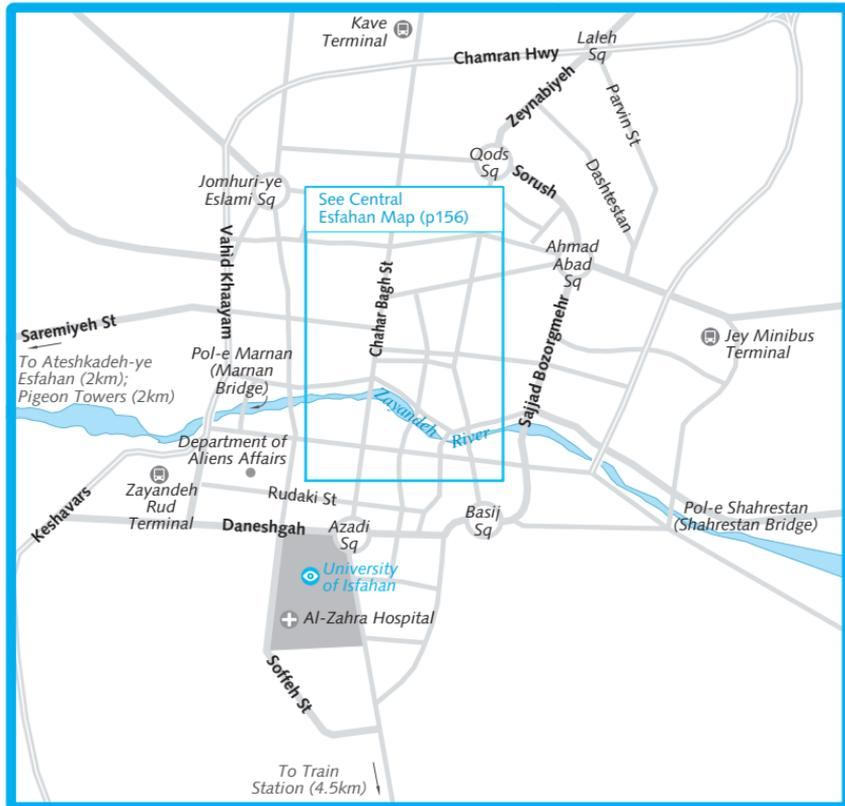 Kave
Terminal
Laleh
Sq
Chamran Hwy
Zeynabiyeh
Parvin St
Qods
Sq
Sorush
Dashtestan
Jomhuri-ye
Eslami Sq
See Central
Esfahan Map (p156)
Ahmad
Abad
Sq
Vahid Khaayam
Chahar Bagh St
Sajjad Bozorgmehr
Saremiyeh St
To Ateshkadeh-ye
Esfahan (2km);
Pigeon Towers (2km)
Pol-e Marnan
(Marnan
Bridge)
Jey Minibus
Terminal
Zayandeh
River
Department of
Aliens Affairs
Zayandeh
Rud
Terminal
Keshavars
Rudaki St
Daneshgah
Azadi
Sq
Basij
Sq
Pol-e Shahrestan
(Shahrestan Bridge)
University
of Isfahan
Al-Zahra Hospital
Soffeh St
To Train
Station (4.5km)